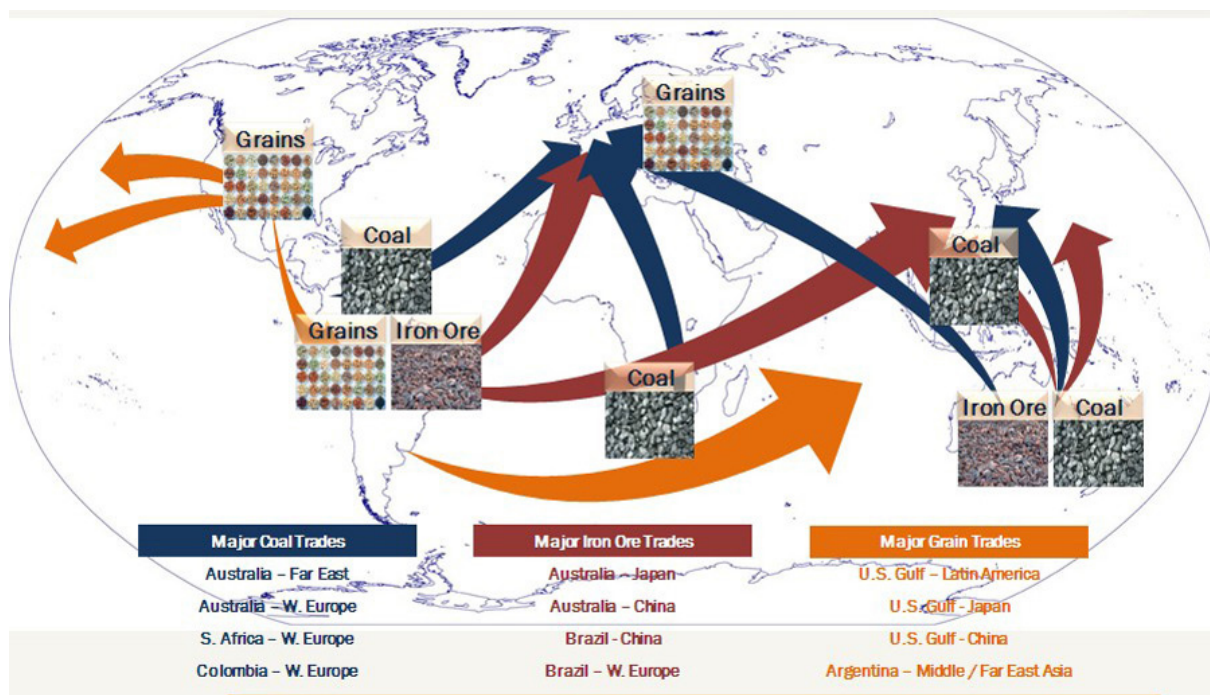 Grains
Grains
Coal
Coal
Grains
Iron Ore
Coal
Iron Ore
Coal
Major Coal Trades
Australia – Far East
Australia – W. Europe
S. Africa – W. Europe
Colombia – W. Europe
Major Iron Ore Trades
Australia – Japan
Australia – China
Brazil - China
Brazil – W. Europe
Major Grain Trades
U.S. Gulf – Latin America
U.S. Gulf - Japan
U.S. Gulf - China
Argentina – Middle / Far East Asia